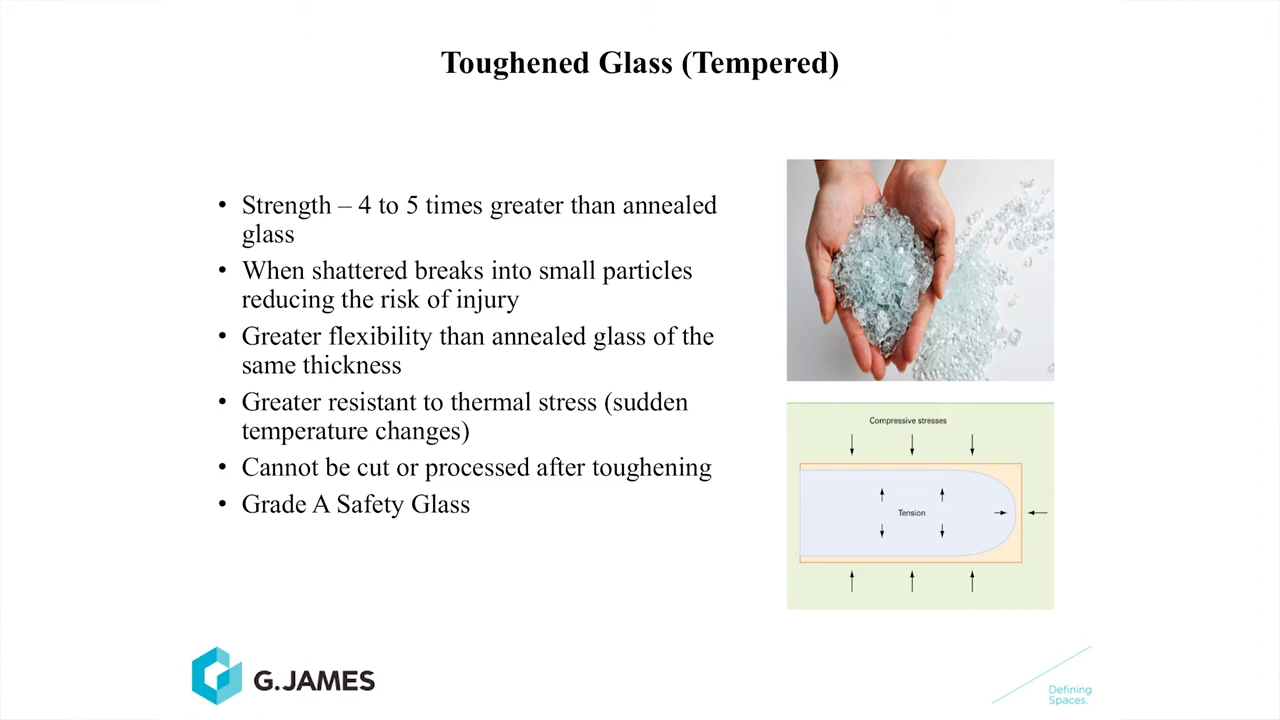 Toughened Glass (Tempered)
• Strength – 4 to 5 times greater than annealed
glass
• When shattered breaks into small particles
reducing the risk of injury
• Greater flexibility than annealed glass of the
same thickness
• Greater resistant to thermal stress (sudden
temperature changes)
• Cannot be cut or processed after toughening
• Grade A Safety Glass
Compressive stresses
Tension
G.JAMES
Defining
Spaces.